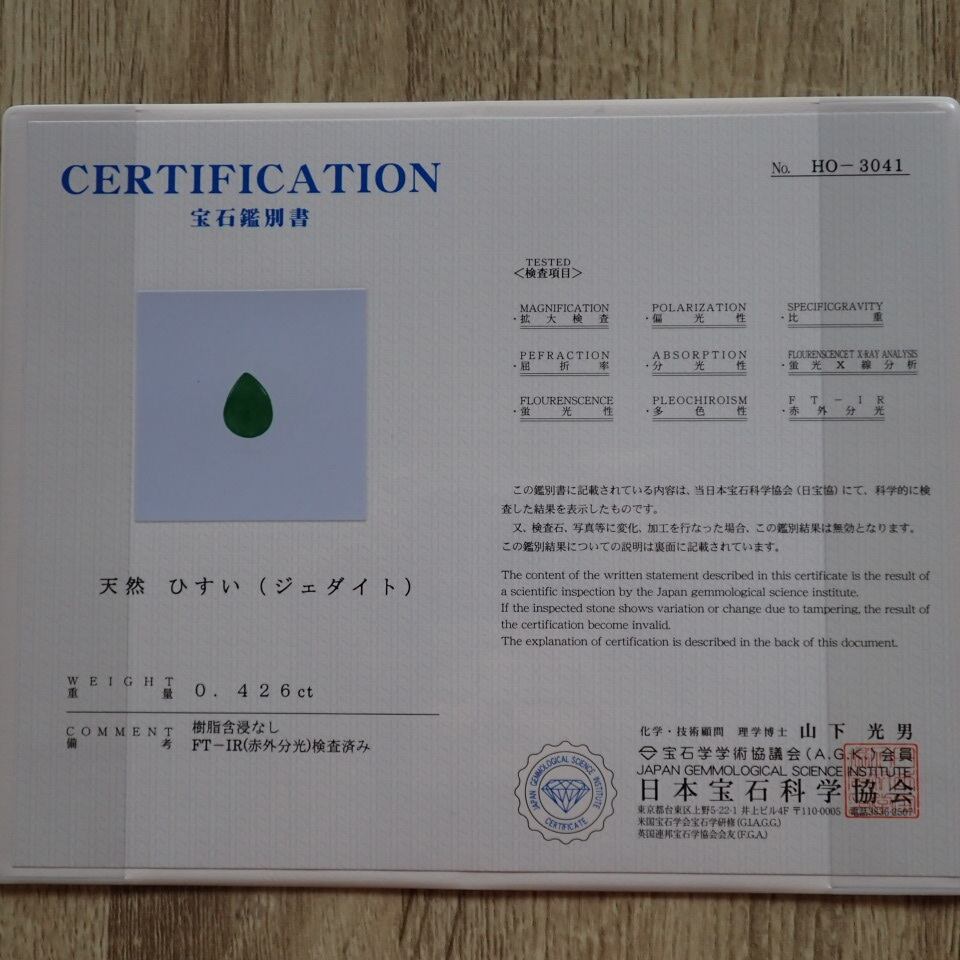 CERTIFICATION
宝石鑑別書
No. HO-3041
TESTED
<検査項目>
MAGNIFICATION
・拡大検査
POLARIZATION
・偏光性
SPECIFICGRAVITY
・比重
PEFRACTION
・屈折率
ABSORPTION
・分光性
FLOURENSCENCET X-RAY ANALYSIS
・蛍光X線分析
FLOURENSCENCE
・蛍光性
PLEOCHIROISM
・多色性
FT-IR
・赤外分光
この鑑別書に記載されている内容は、当日本宝石科学協会(日宝協)にて、科学的に検
査した結果を表示したものです。
又、検査石、写真等に変化、加工を行なった場合、この鑑別結果は無効となります。
この鑑別結果についての説明は裏面に記載されています。
The content of the written statement described in this certificate is the result of
a scientific inspection by the Japan gemmological science institute.
If the inspected stone shows variation or change due to tampering, the result of
the certification become invalid.
The explanation of certification is described in the back of this document.
天然 ひすい(ジェダイト)
WEIGHT
重量 0.426ct
COMMENT
備考
樹脂含浸なし
FT-IR(赤外分光)検査済み
化学・技術顧問 理学博士 山下光男
宝石学学術協議会(A.G.K.)会員
JAPAN GEMMOLOGICAL SCIENCE INSTITUTE
日本宝石科学協会
東京都台東区上野5-22-1 井上ビル4F 〒110-0005
米国宝石学会宝石学研修(G.I.A.G.G.)
英国連邦宝石学協会会友(F.G.A.)
JAPAN GEMMOLOGICAL SCIENCE INSTITUTE
CERTIFICATE